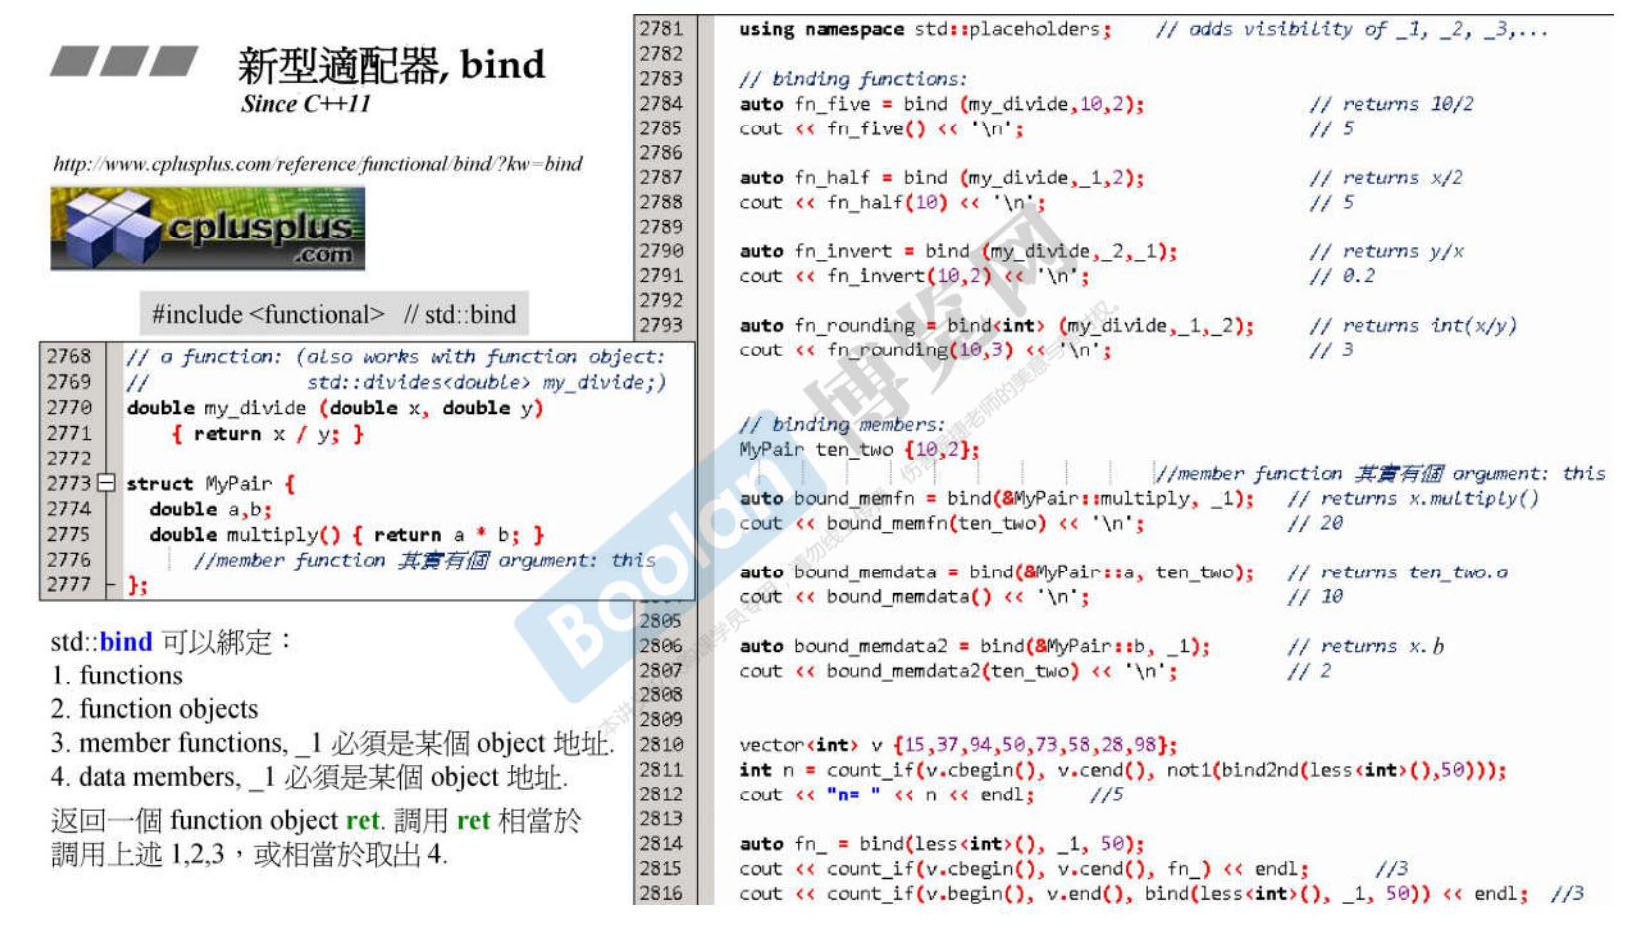 新型適配器, bind
Since C++11
http://www.cplusplus.com/reference/functional/bind/?kw=bind
cplusplus
.com
#include <functional> // std::bind
2768 // a function: (also works with function object:
2769 // std::divides<double> my_divide;)
2770 double my_divide (double x, double y)
2771 { return x / y; }
2772
2773 struct MyPair {
2774 double a,b;
2775 double multiply() { return a * b; }
2776 //member function 其實有個 argument: this
2777 };
std::bind 可以綁定：
1. functions
2. function objects
3. member functions, _1 必須是某個 object 地址.
4. data members, _1 必須是某個 object 地址.
返回一個 function object ret. 調用 ret 相當於
調用上述 1,2,3，或相當於取出 4.
2781 using namespace std::placeholders; // adds visibility of _1, _2, _3,...
2782
2783 // binding functions:
2784 auto fn_five = bind (my_divide,10,2); // returns 10/2
2785 cout << fn_five() << '\n'; // 5
2786
2787 auto fn_half = bind (my_divide,_1,2); // returns x/2
2788 cout << fn_half(10) << '\n'; // 5
2789
2790 auto fn_invert = bind (my_divide,_2,_1); // returns y/x
2791 cout << fn_invert(10,2) << '\n'; // 0.2
2792
2793 auto fn_rounding = bind<int> (my_divide,_1,_2); // returns int(x/y)
cout << fn_rounding(10,3) << '\n'; // 3
// binding members:
MyPair ten_two {10,2};
//member function 其實有個 argument: this
auto bound_memfn = bind(&MyPair::multiply, _1); // returns x.multiply()
cout << bound_memfn(ten_two) << '\n'; // 20
auto bound_memdata = bind(&MyPair::a, ten_two); // returns ten_two.a
cout << bound_memdata() << '\n'; // 10
2805
2806 auto bound_memdata2 = bind(&MyPair::b, _1); // returns x.b
2807 cout << bound_memdata2(ten_two) << '\n'; // 2
2808
2809
2810 vector<int> v {15,37,94,50,73,58,28,98};
2811 int n = count_if(v.cbegin(), v.cend(), not1(bind2nd(less<int>(),50)));
2812 cout << "n= " << n << endl; //5
2813
2814 auto fn_ = bind(less<int>(), _1, 50);
2815 cout << count_if(v.cbegin(), v.cend(), fn_) << endl; //3
2816 cout << count_if(v.begin(), v.end(), bind(less<int>(), _1, 50)) << endl; //3
Boolan 博览网